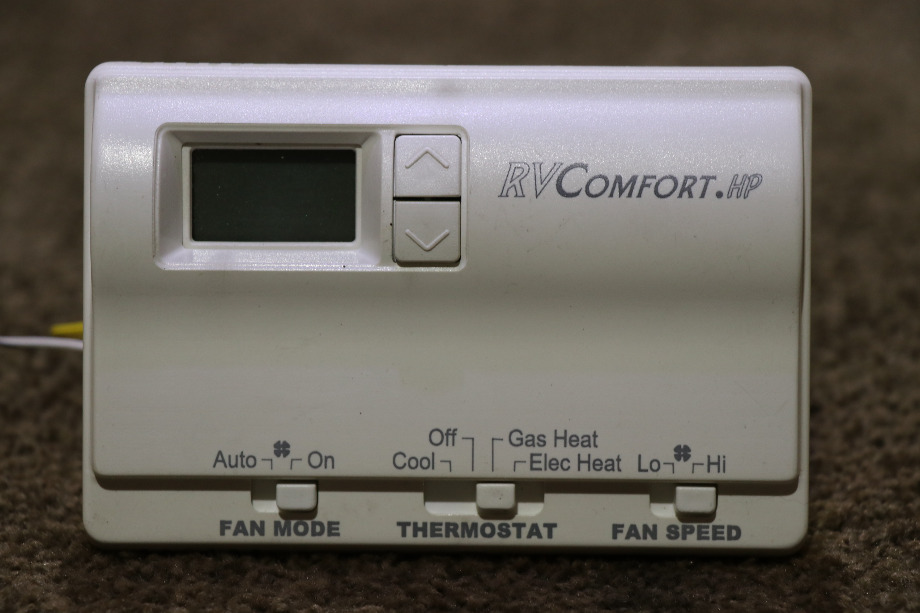 RVCOMFORT.HP
Off Gas Heat
Auto On Cool Elec Heat Lo Hi
FAN MODE THERMOSTAT FAN SPEED